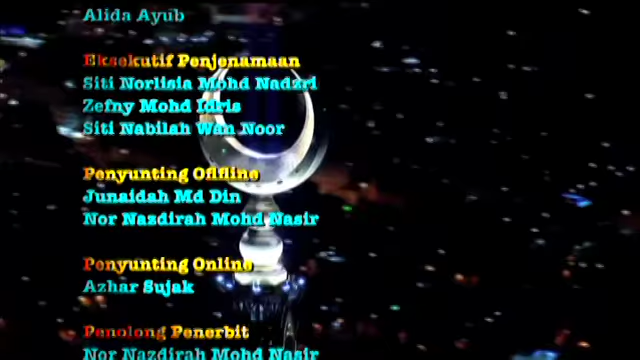 Alida Ayub
Eksekutif Penjenamaan
Siti Norlisia Mohd Nadzri
Zefny Mohd Idris
Siti Nabilah Wan Noor
Penyunting Offline
Junaidah Md Din
Nor Nazdirah Mohd Nasir
Penyunting Online
Azhar Sujak
Penolong Penerbit
Nor Nazdirah Mohd Nasir